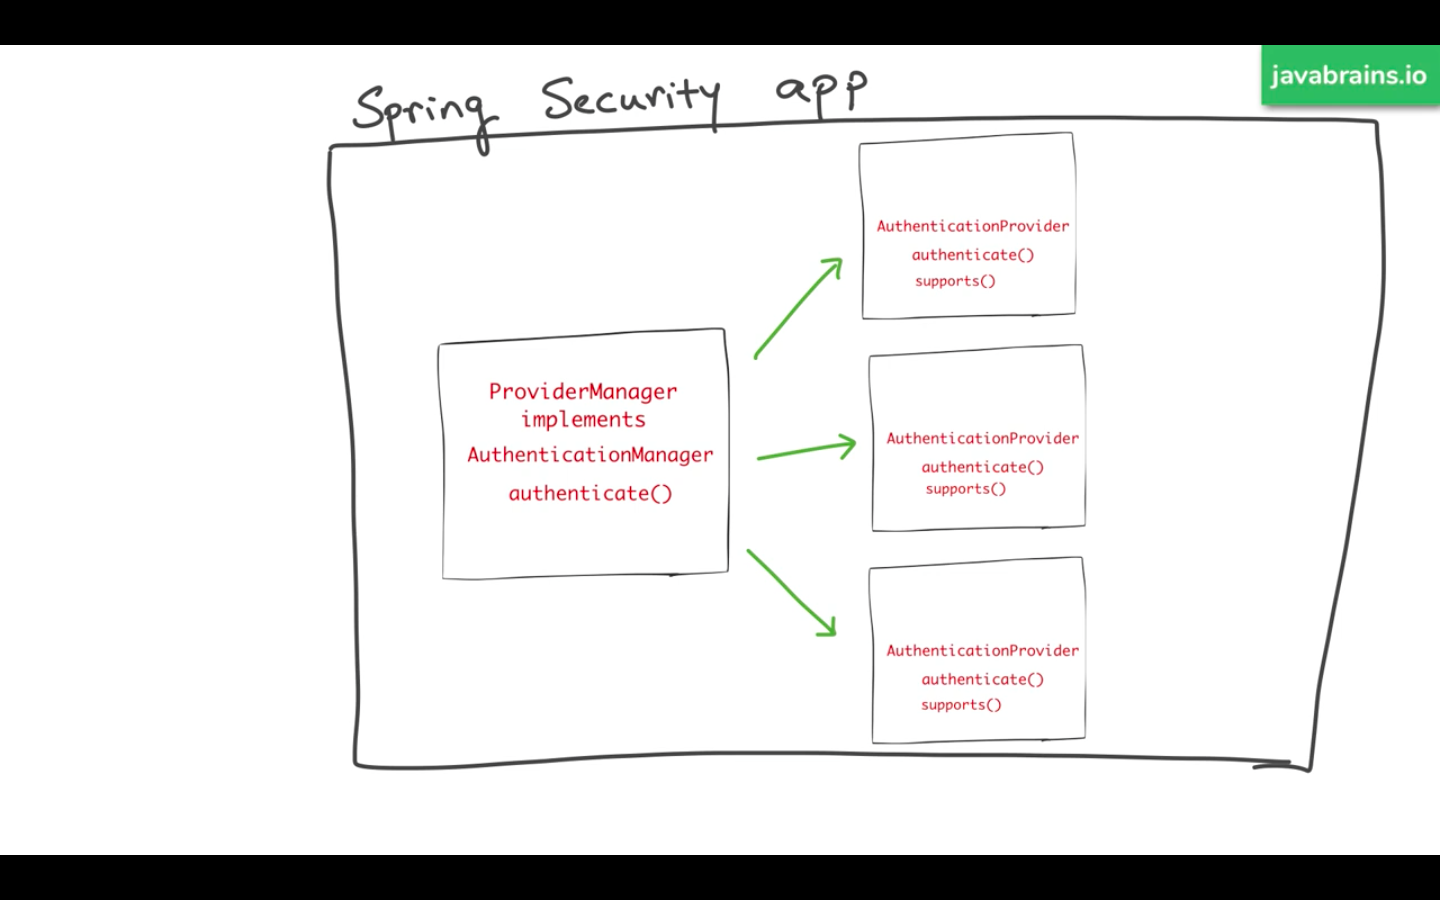 Spring Security app
javabrains.io
ProviderManager
implements
AuthenticationManager
authenticate()
AuthenticationProvider
authenticate()
supports()
AuthenticationProvider
authenticate()
supports()
AuthenticationProvider
authenticate()
supports()